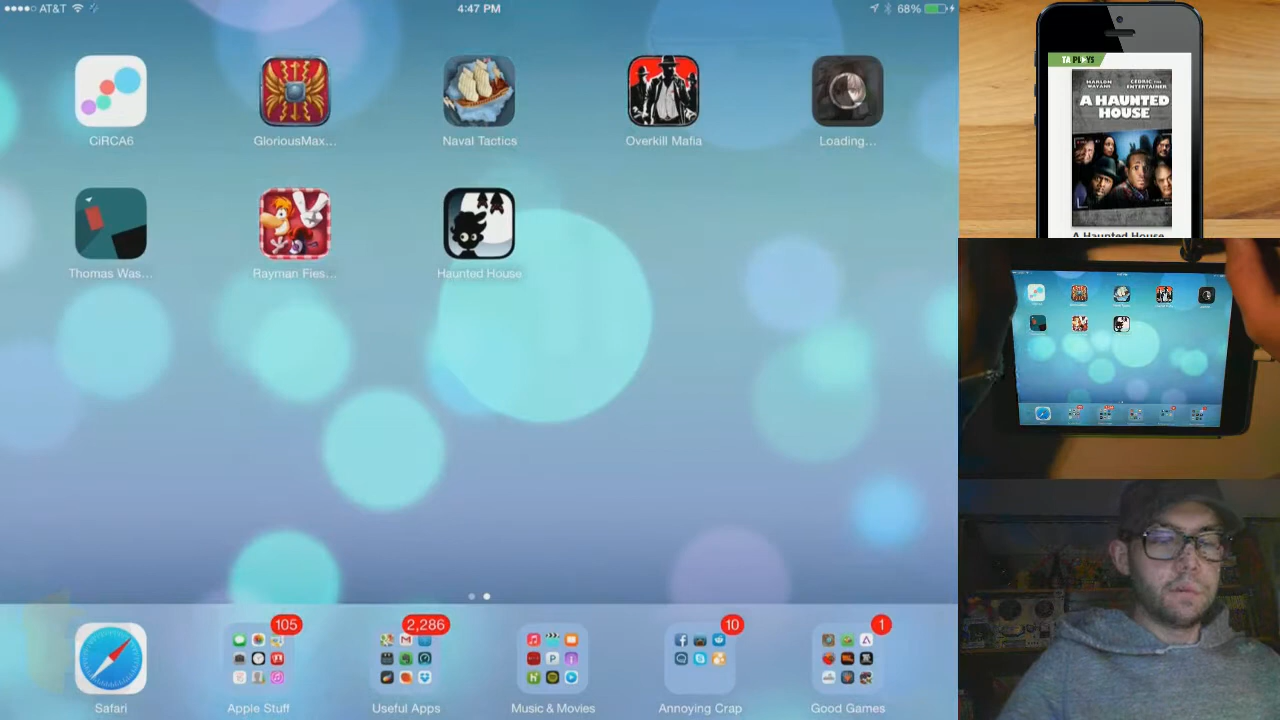 AT&T
4:47 PM
68%
CiRCA6
GloriousMax...
Naval Tactics
Overkill Mafia
Loading...
Thomas Was...
Rayman Fies...
Haunted House
105
2,286
10
1
Safari
Apple Stuff
Useful Apps
Music & Movies
Annoying Crap
Good Games
MARLON WAYANS
CEDRIC THE ENTERTAINER
A HAUNTED
HOUSE
A Haunted House